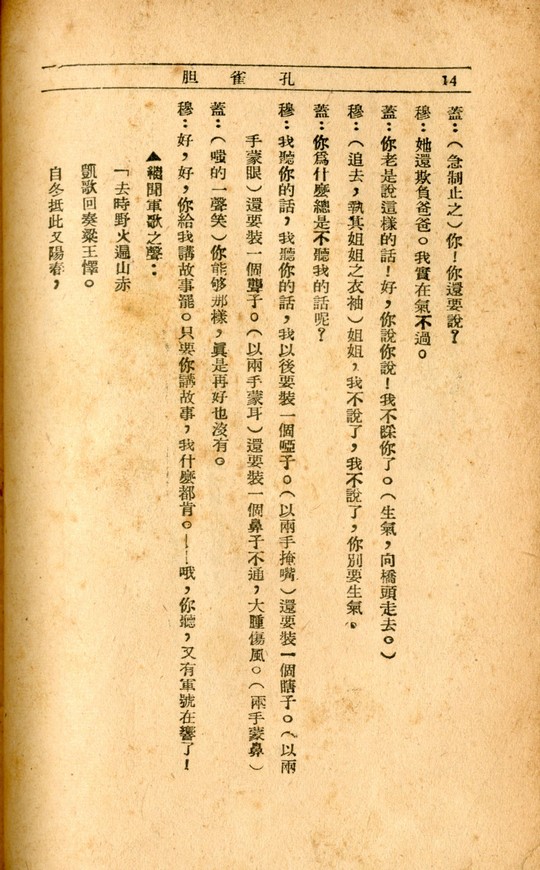 14 孔雀胆
蓋：（急制止之）你！你還要說？
穆：她還欺負爸爸。我實在氣不過。
蓋：你老是說這樣的話！好，你說你說！我不睬你了。（生氣，向橋頭走去。）
穆：（追去，執其姐姐之衣袖）姐姐，我不說了，我不說了，你別要生氣。
蓋：你爲什麼總是不聽我的話呢？
穆：我聽你的話，我聽你的話，我以後要裝一個啞子。（以兩手掩嘴）還要裝一個瞎子。（以兩
手蒙眼）還要裝一個聾子。（以兩手蒙耳）還要裝一個鼻子不通，大腫傷風。（兩手蒙鼻）
蓋：（嗤的一聲笑）你能够那樣，眞是再好也沒有。
穆：好，好，你給我講故事罷。只要你講故事，我什麼都肯。——哦，你聽，又有軍號在響了！
▲續聞軍歌之聲：
「去時野火遍山赤
凱歌回奏梁王懌。
自冬抵此又陽春，